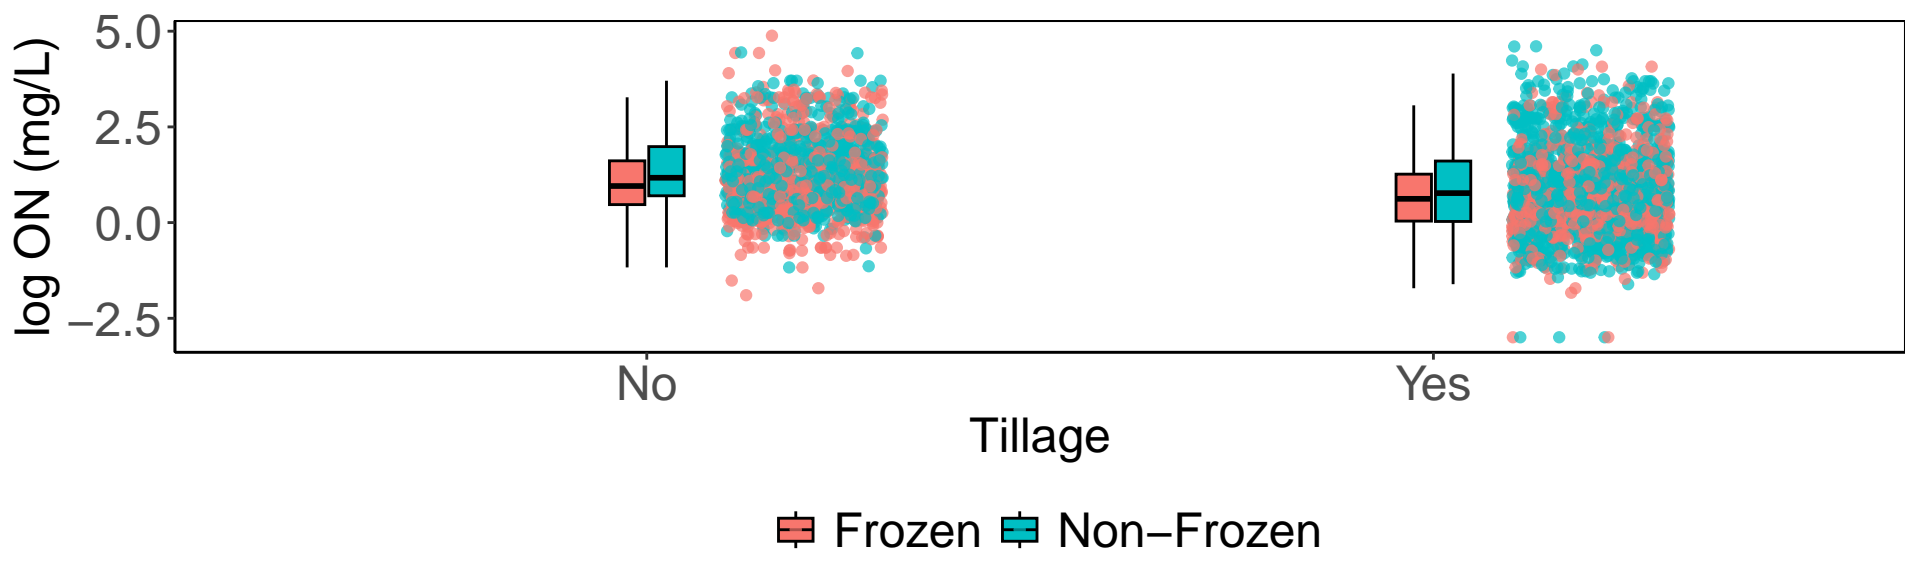 log ON (mg/L)
5.0
2.5
0.0
−2.5
No Yes
Tillage
Frozen Non−Frozen